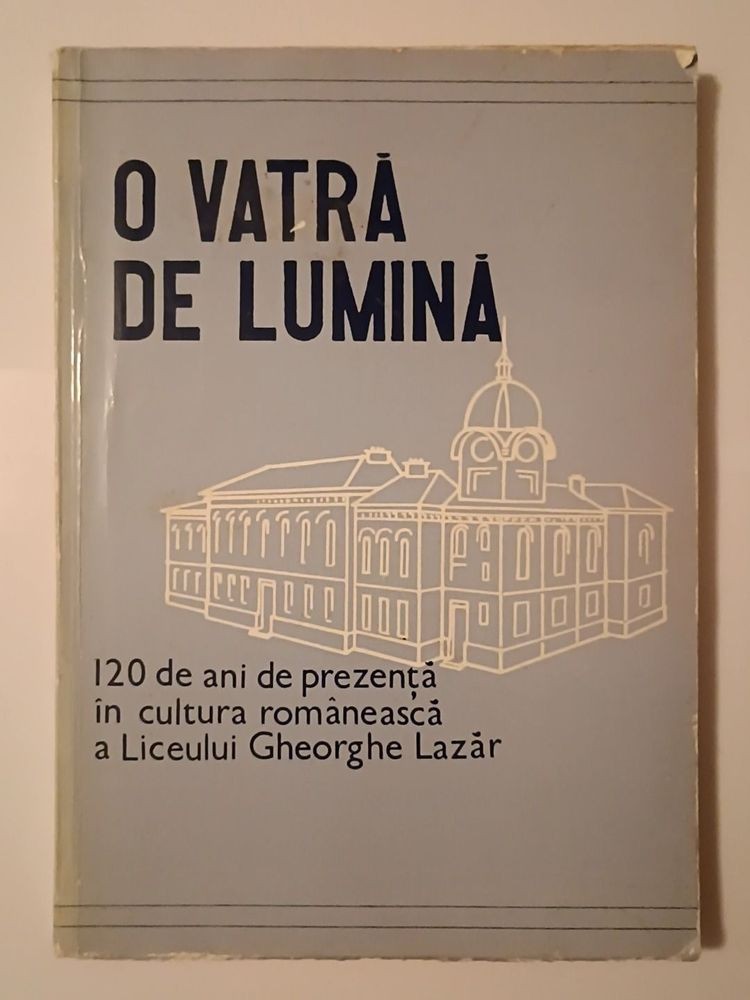 O VATRĂ
DE LUMINĂ
120 de ani de prezență
în cultura românească
a Liceului Gheorghe Lazăr